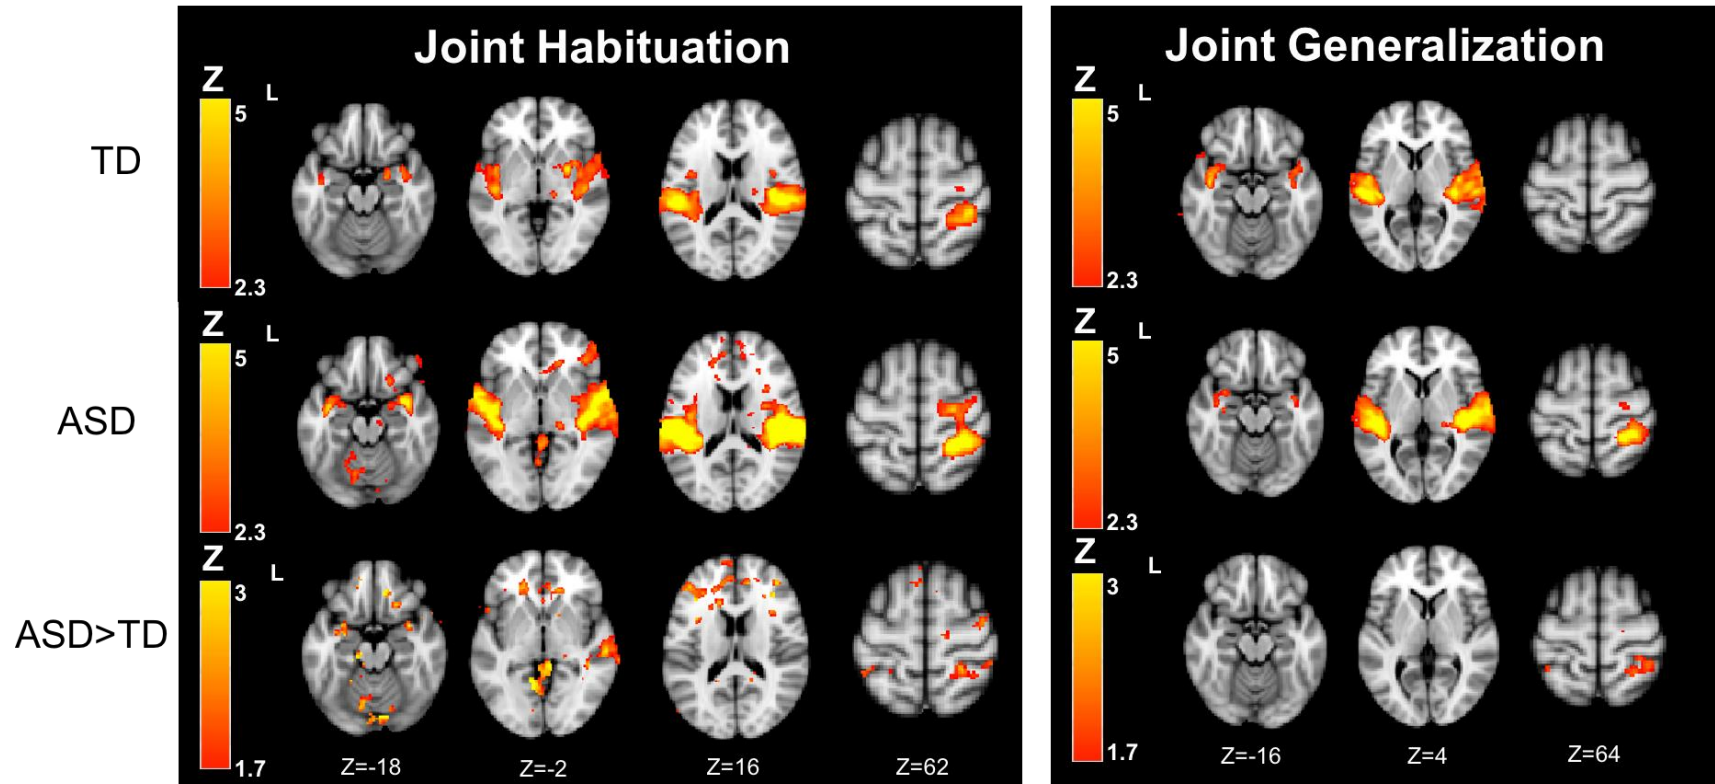 Joint Habituation
Joint Generalization
TD
Z
L
5
2.3
Z
L
5
2.3
ASD
Z
L
5
2.3
Z
L
5
2.3
ASD>TD
Z
L
3
1.7
Z
L
3
1.7
Z=-18
Z=-2
Z=16
Z=62
Z=-16
Z=4
Z=64